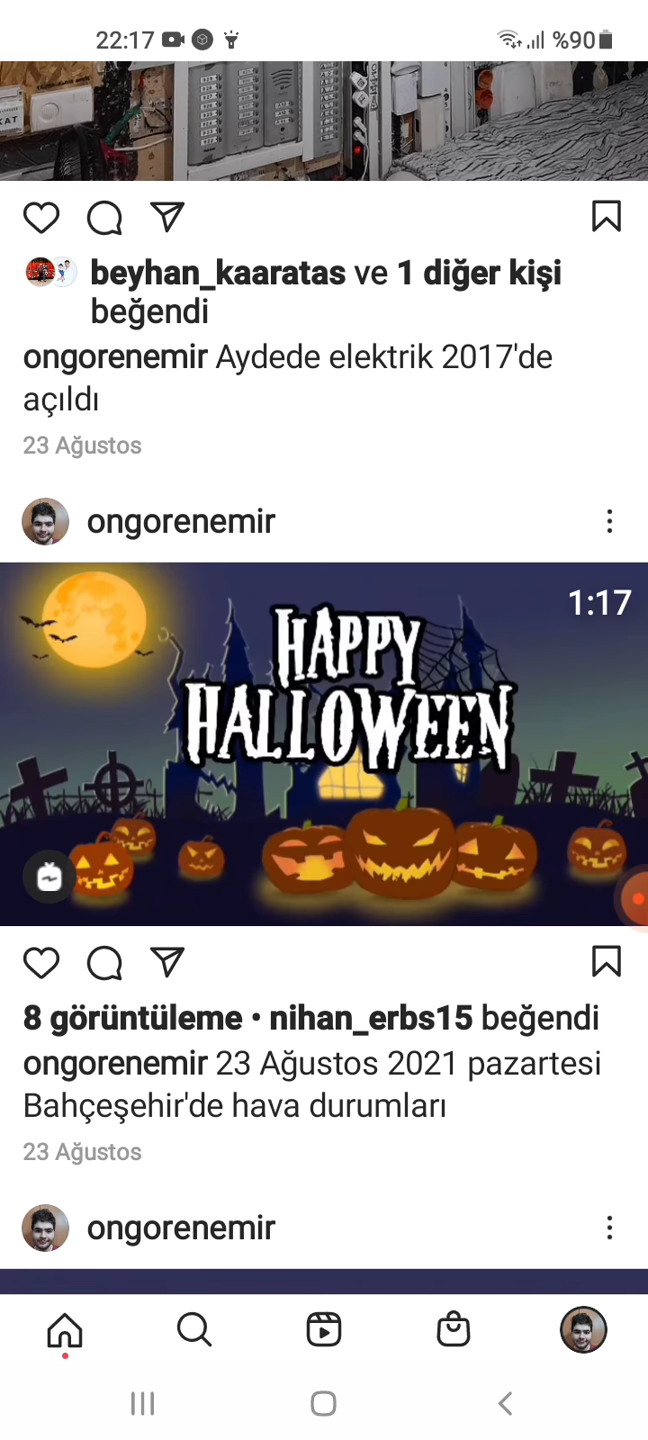 22:17
%90
KAT
beyhan_kaaratas ve 1 diğer kişi
beğendi
ongorenemir Aydede elektrik 2017'de
açıldı
23 Ağustos
ongorenemir
1:17
HAPPY
HALLOWEEN
8 görüntüleme • nihan_erbs15 beğendi
ongorenemir 23 Ağustos 2021 pazartesi
Bahçeşehir'de hava durumları
23 Ağustos
ongorenemir